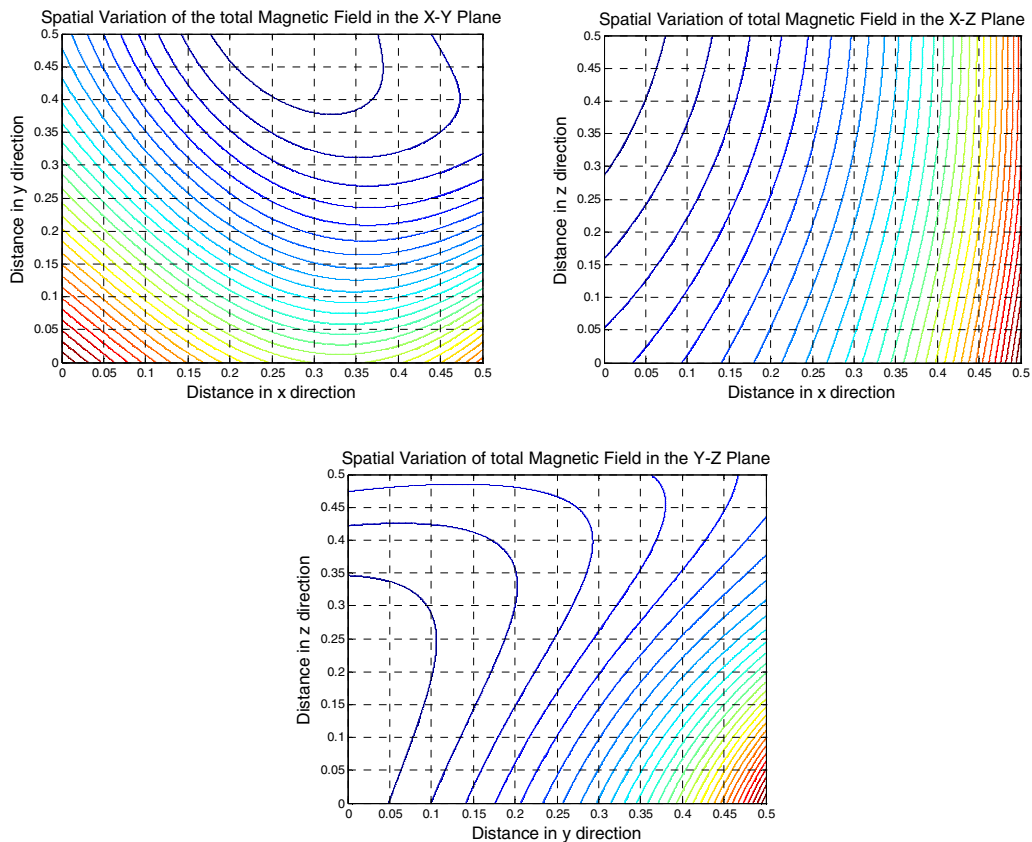 Spatial Variation of the total Magnetic Field in the X-Y Plane
0.5
0.45
0.4
0.35
0.3
0.25
0.2
0.15
0.1
0.05
0
Distance in y direction
0 0.05 0.1 0.15 0.2 0.25 0.3 0.35 0.4 0.45 0.5
Distance in x direction
Spatial Variation of total Magnetic Field in the X-Z Plane
0.5
0.45
0.4
0.35
0.3
0.25
0.2
0.15
0.1
0.05
0
Distance in z direction
0 0.05 0.1 0.15 0.2 0.25 0.3 0.35 0.4 0.45 0.5
Distance in x direction
Spatial Variation of total Magnetic Field in the Y-Z Plane
0.5
0.45
0.4
0.35
0.3
0.25
0.2
0.15
0.1
0.05
0
Distance in z direction
0 0.05 0.1 0.15 0.2 0.25 0.3 0.35 0.4 0.45 0.5
Distance in y direction